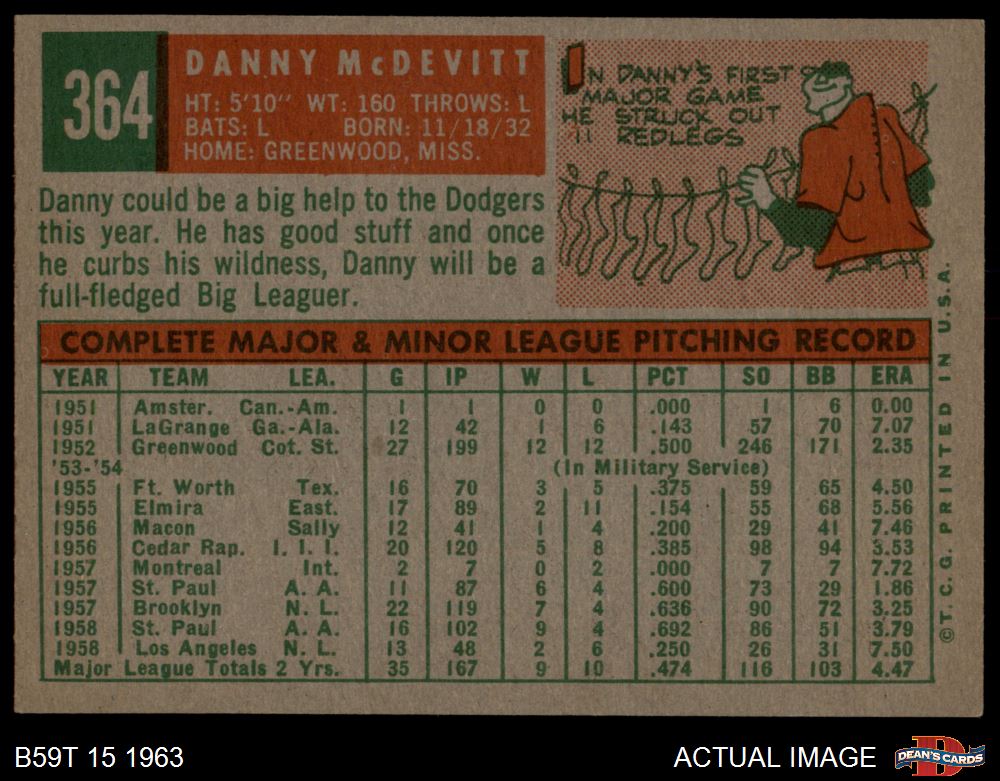 364
DANNY McDEVITT
HT: 5'10" WT: 160 THROWS: L
BATS: L BORN: 11/18/32
HOME: GREENWOOD, MISS.
IN DANNY'S FIRST
MAJOR GAME
HE STRUCK OUT
11 REDLEGS
Danny could be a big help to the Dodgers
this year. He has good stuff and once
he curbs his wildness, Danny will be a
full-fledged Big Leaguer.
COMPLETE MAJOR & MINOR LEAGUE PITCHING RECORD
YEAR TEAM LEA. G IP W L PCT SO BB ERA
1951 Amster. Can.-Am. 1 1 0 0 .000 1 6 0.00
1951 LaGrange Ga.-Ala. 12 42 1 6 .143 57 70 7.07
1952 Greenwood Cot. St. 27 199 12 12 .500 246 171 2.35
'53-'54 (In Military Service)
1955 Ft. Worth Tex. 16 70 3 5 .375 59 65 4.50
1955 Elmira East. 17 89 2 11 .154 55 68 5.56
1956 Macon Sally 12 41 1 4 .200 29 41 7.46
1956 Cedar Rap. I. I. I. 20 120 5 8 .385 98 94 3.53
1957 Montreal Int. 2 7 0 2 .000 7 7 7.72
1957 St. Paul A. A. 11 87 6 4 .600 73 29 1.86
1957 Brooklyn N. L. 22 119 7 4 .636 90 72 3.25
1958 St. Paul A. A. 16 102 9 4 .692 86 51 3.79
1958 Los Angeles N. L. 13 48 2 6 .250 26 31 7.50
Major League Totals 2 Yrs. 35 167 9 10 .474 116 103 4.47
©T. C. G. PRINTED IN U.S.A.
B59T 15 1963
ACTUAL IMAGE
DEAN'S CARDS